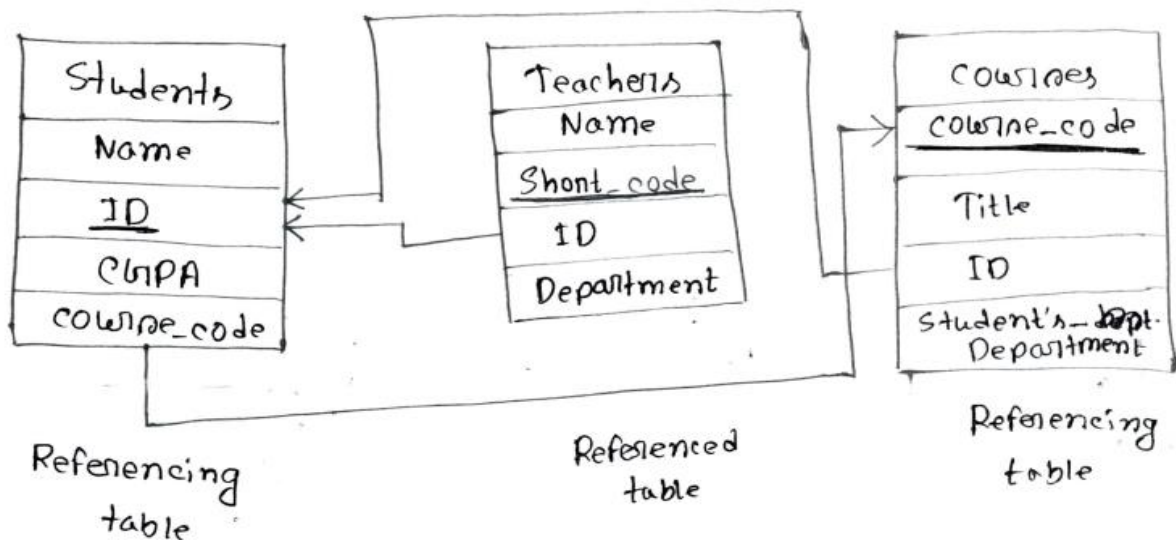 Students
Name
ID
CGPA
course_code
Referencing
table
Teachers
Name
Short_code
ID
Department
Referenced
table
courses
course_code
Title
ID
Student's_
Department
Referencing
table